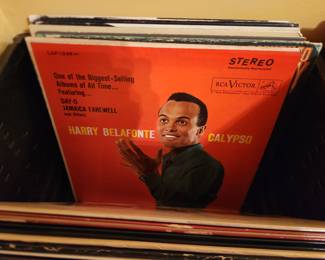 STEREO
One of the Biggest-Selling
Albums of All Time...
Featuring...
DAY-O
JAMAICA FAREWELL
and Others
RCA VICTOR
HARRY BELAFONTE CALYPSO